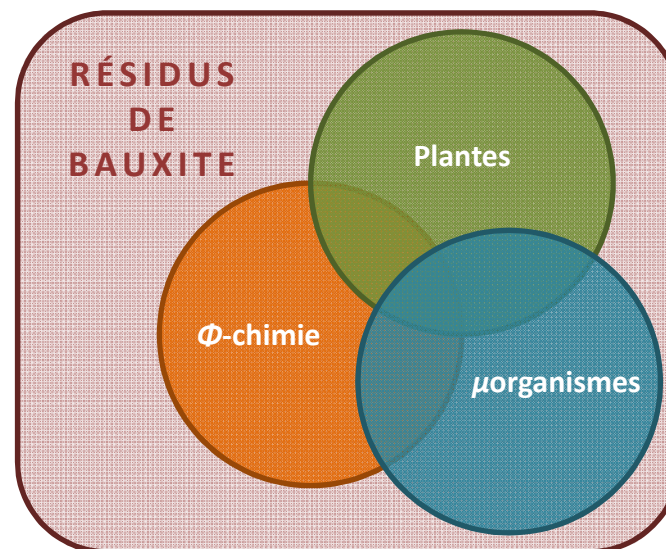 RÉSIDUS
DE
BAUXITE
Plantes
Φ-chimie
μorganismes